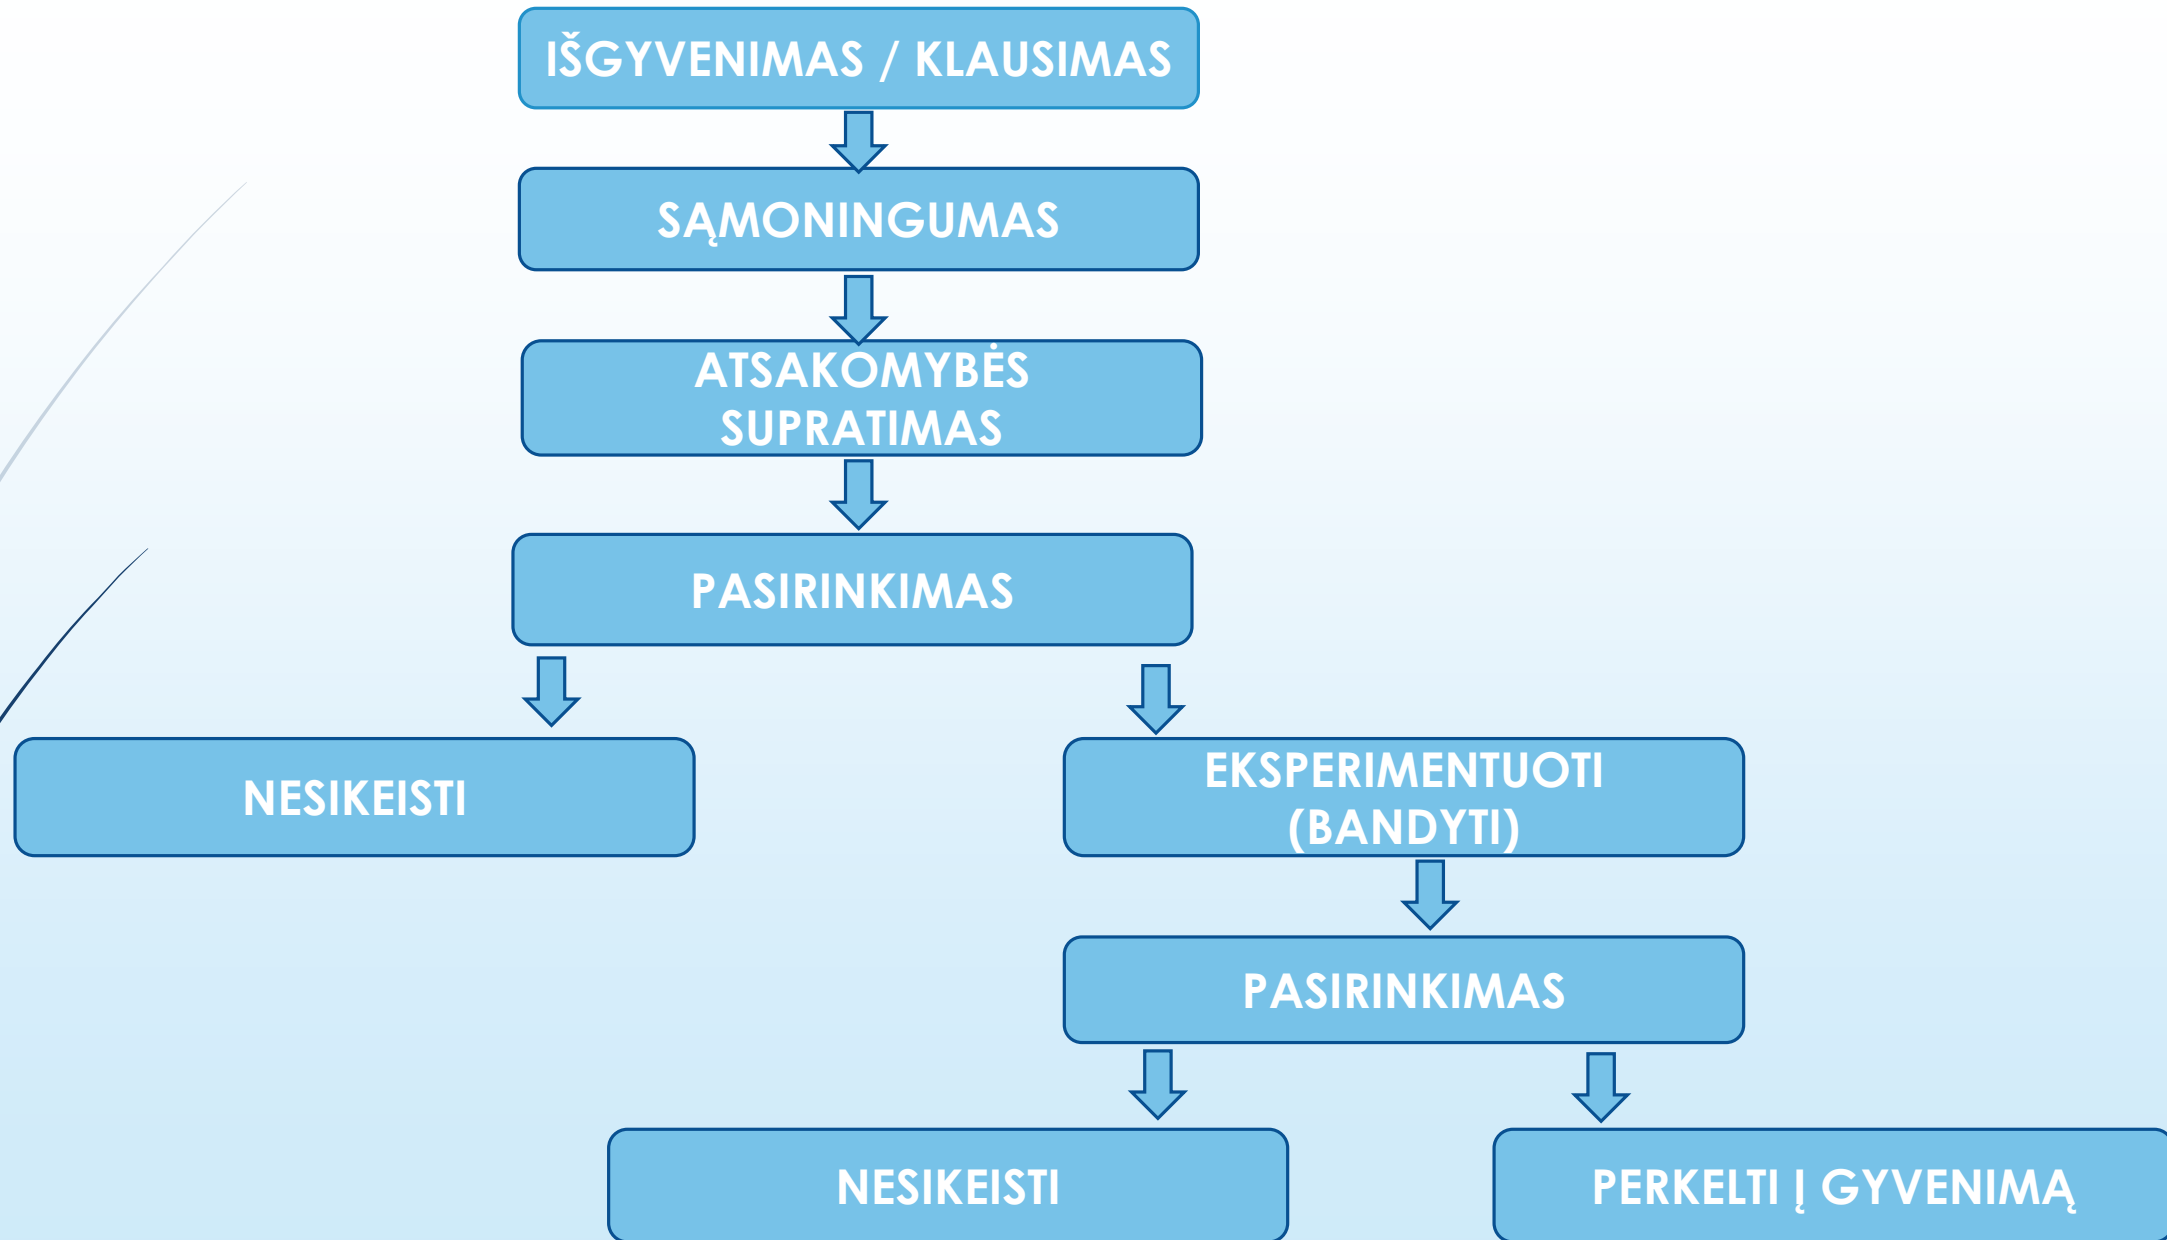 IŠGYVENIMAS / KLAUSIMAS
SĄMONINGUMAS
ATSAKOMYBĖS
SUPRATIMAS
PASIRINKIMAS
NESIKEISTI
EKSPERIMENTUOTI
(BANDYTI)
PASIRINKIMAS
NESIKEISTI
PERKELTI Į GYVENIMĄ